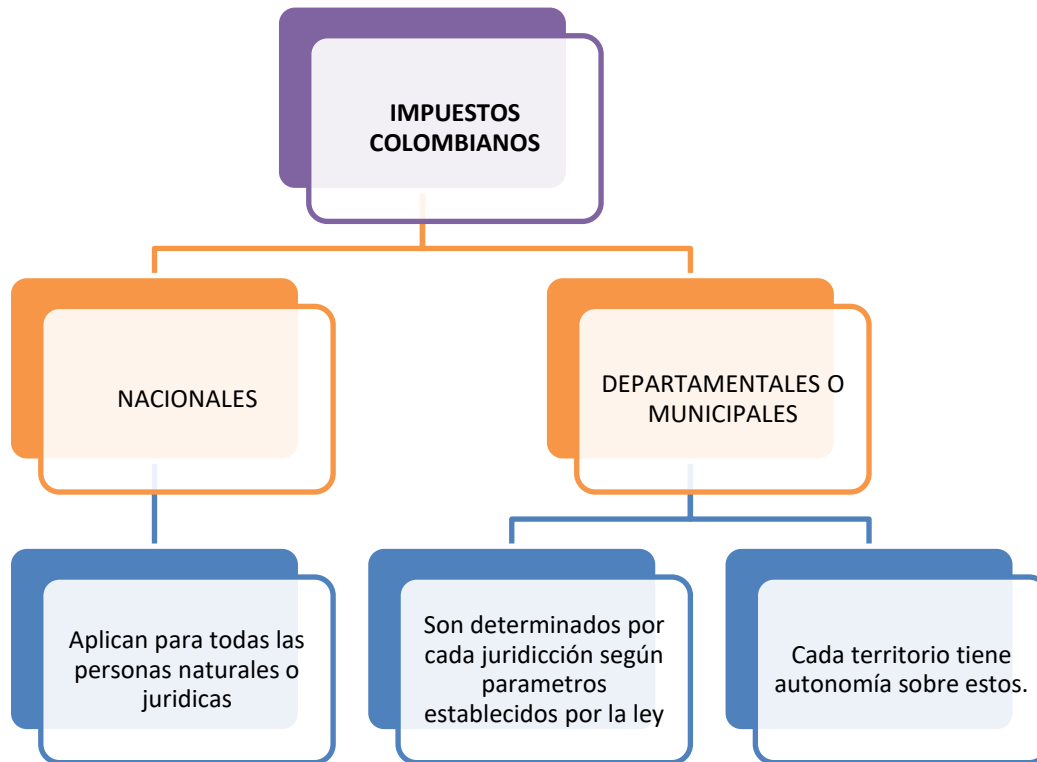 IMPUESTOS
COLOMBIANOS
NACIONALES
DEPARTAMENTALES O
MUNICIPALES
Aplican para todas las
personas naturales o
juridicas
Son determinados por
cada juridicción según
parametros
establecidos por la ley
Cada territorio tiene
autonomía sobre estos.